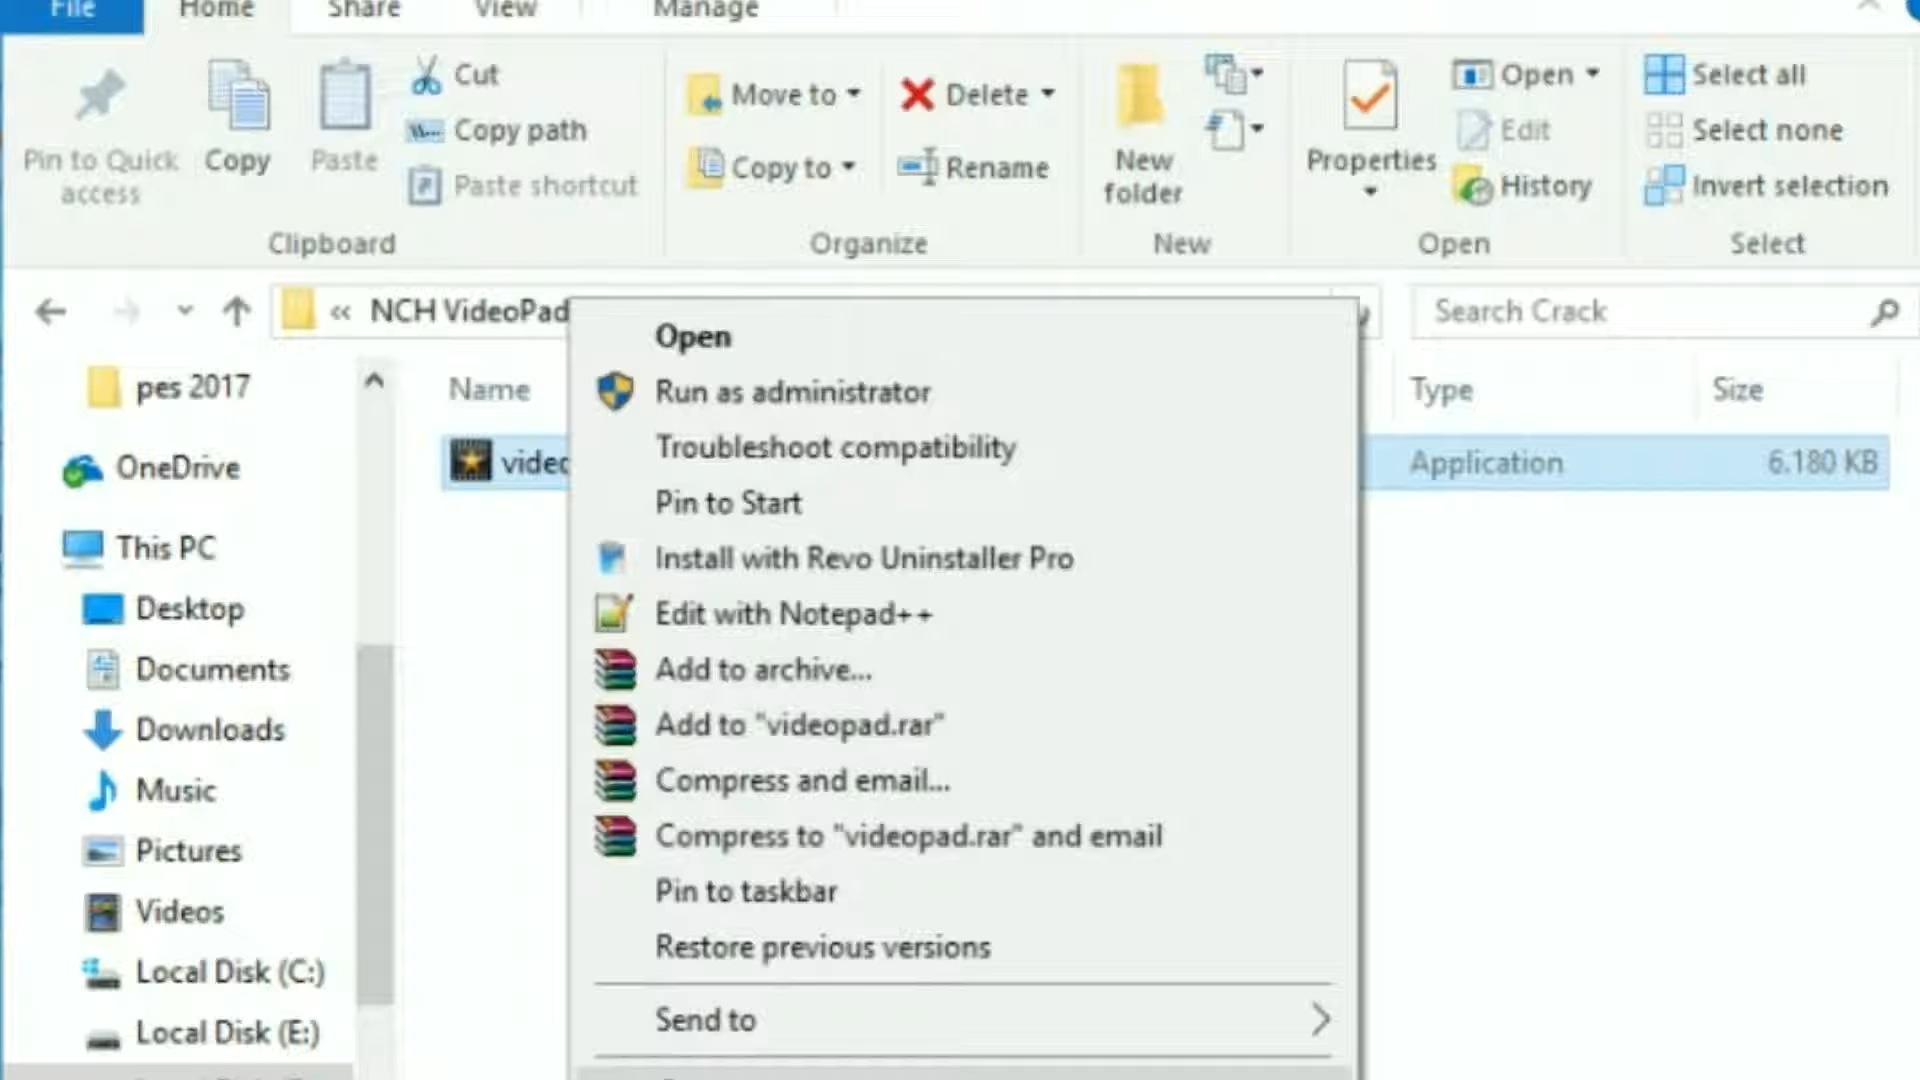 File Home Share View Manage
Cut
Copy path
Paste shortcut
Pin to Quick access
Copy
Paste
Clipboard
Move to
Copy to
Delete
Rename
Organize
New folder
New
Properties
Open
Edit
History
Open
Select all
Select none
Invert selection
Select
« NCH VideoPad
Search Crack
pes 2017
OneDrive
This PC
Desktop
Documents
Downloads
Music
Pictures
Videos
Local Disk (C:)
Local Disk (E:)
Name Type Size
Application 6.180 KB
Open
Run as administrator
Troubleshoot compatibility
Pin to Start
Install with Revo Uninstaller Pro
Edit with Notepad++
Add to archive...
Add to "videopad.rar"
Compress and email...
Compress to "videopad.rar" and email
Pin to taskbar
Restore previous versions
Send to